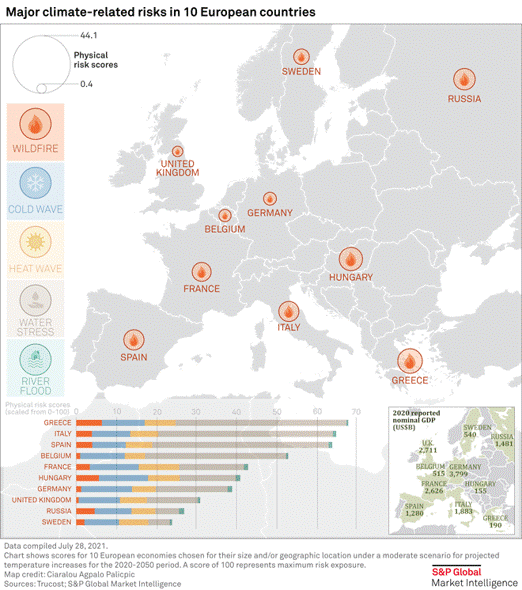 Major climate-related risks in 10 European countries
44.1
Physical
risk scores
0.4
WILDFIRE
COLD WAVE
HEAT WAVE
WATER
STRESS
RIVER
FLOOD
SWEDEN
RUSSIA
UNITED
KINGDOM
GERMANY
BELGIUM
FRANCE
HUNGARY
ITALY
SPAIN
GREECE
Physical risk scores
(scaled from 0-100)
0 10 20 30 40 50 60 70
GREECE
ITALY
SPAIN
BELGIUM
FRANCE
HUNGARY
GERMANY
UNITED KINGDOM
RUSSIA
SWEDEN
2020 reported
nominal GDP
(US$B)
SWEDEN
540
RUSSIA
1,481
U.K.
2,711
BELGIUM
515
GERMANY
3,799
FRANCE
2,626
HUNGARY
155
SPAIN
1,280
ITALY
1,883
GREECE
190
Data compiled July 28, 2021.
Chart shows scores for 10 European economies chosen for their size and/or geographic location under a moderate scenario for projected
temperature increases for the 2020-2050 period. A score of 100 represents maximum risk exposure.
Map credit: Ciaralou Agpalo Palicpic
Sources: Trucost; S&P Global Market Intelligence
S&P Global
Market Intelligence